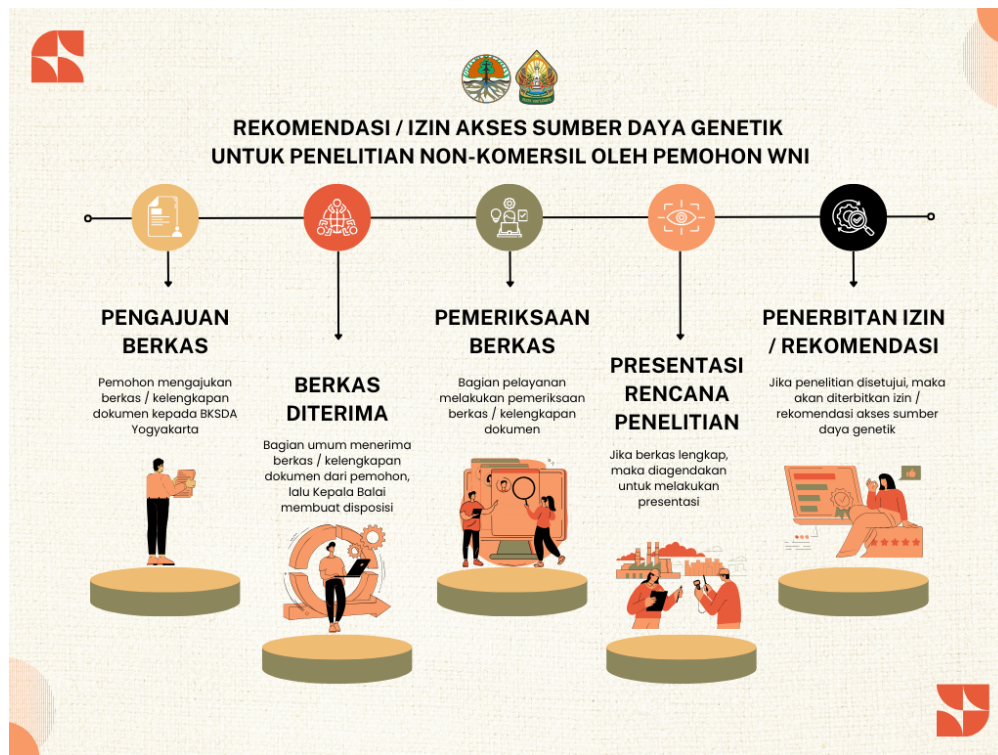 REKOMENDASI / IZIN AKSES SUMBER DAYA GENETIK
UNTUK PENELITIAN NON-KOMERSIL OLEH PEMOHON WNI
PENGAJUAN
BERKAS
Pemohon mengajukan
berkas / kelengkapan
dokumen kepada BKSDA
Yogyakarta
BERKAS
DITERIMA
Bagian umum menerima
berkas / kelengkapan
dokumen dari pemohon,
lalu Kepala Balai
membuat disposisi
PEMERIKSAAN
BERKAS
Bagian pelayanan
melakukan pemeriksaan
berkas / kelengkapan
dokumen
PRESENTASI
RENCANA
PENELITIAN
Jika berkas lengkap,
maka diagendakan
untuk melakukan
presentasi
PENERBITAN IZIN
/ REKOMENDASI
Jika penelitian disetujui, maka
akan diterbitkan izin /
rekomendasi akses sumber
daya genetik